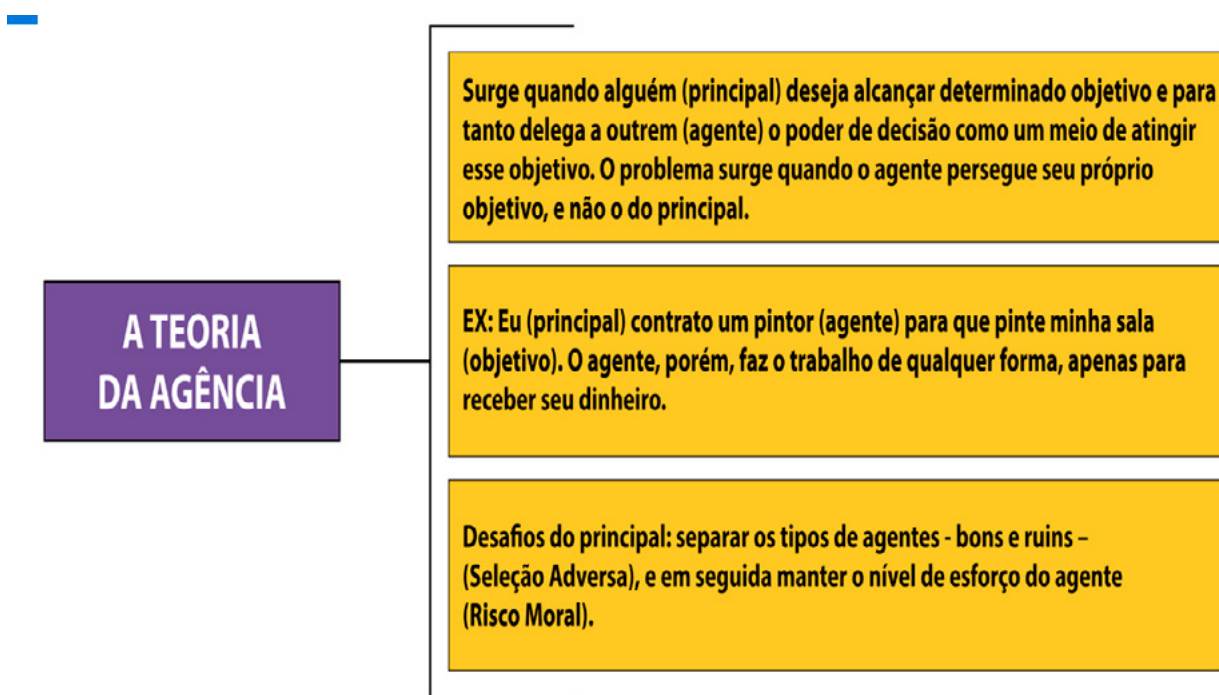 A TEORIA
DA AGÊNCIA
Surge quando alguém (principal) deseja alcançar determinado objetivo e para
tanto delega a outrem (agente) o poder de decisão como um meio de atingir
esse objetivo. O problema surge quando o agente persegue seu próprio
objetivo, e não o do principal.
EX: Eu (principal) contrato um pintor (agente) para que pinte minha sala
(objetivo). O agente, porém, faz o trabalho de qualquer forma, apenas para
receber seu dinheiro.
Desafios do principal: separar os tipos de agentes - bons e ruins –
(Seleção Adversa), e em seguida manter o nível de esforço do agente
(Risco Moral).